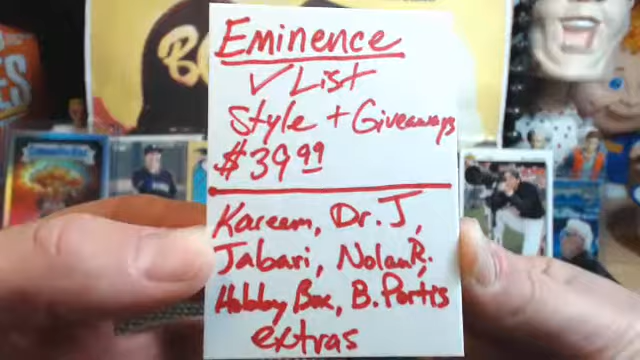 Eminence
✓ List
Style + Giveaways
$39.99
Kareem, Dr. J,
Jabari, Nolan R.,
Hobby Box, B. Portis
extras